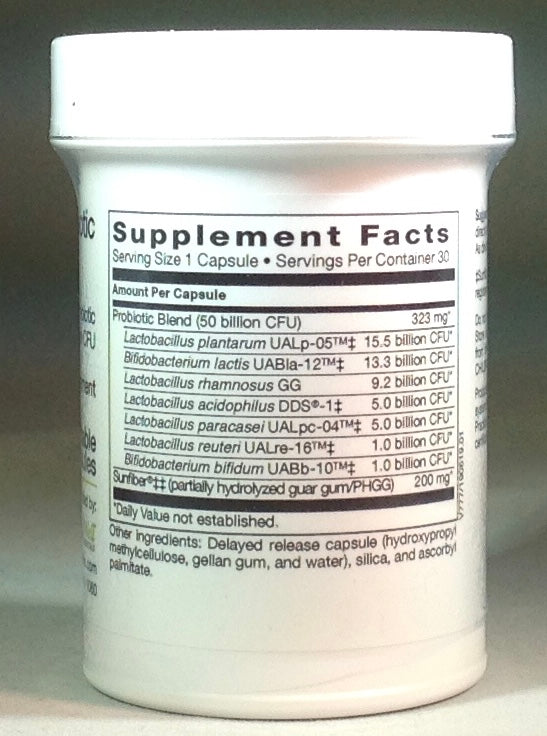 Supplement Facts
Serving Size 1 Capsule • Servings Per Container 30
Amount Per Capsule
Probiotic Blend (50 billion CFU) 323 mg*
Lactobacillus plantarum UALp-05™‡ 15.5 billion CFU*
Bifidobacterium lactis UABla-12™‡ 13.3 billion CFU*
Lactobacillus rhamnosus GG 9.2 billion CFU*
Lactobacillus acidophilus DDS®-1‡ 5.0 billion CFU*
Lactobacillus paracasei UALpc-04™‡ 5.0 billion CFU*
Lactobacillus reuteri UALre-16™‡ 1.0 billion CFU*
Bifidobacterium bifidum UABb-10™‡ 1.0 billion CFU*
Sunfiber®‡‡ (partially hydrolyzed guar gum/PHGG) 200 mg*
*Daily Value not established.
Other ingredients: Delayed release capsule (hydroxypropyl
methylcellulose, gellan gum, and water), silica, and ascorbyl
palmitate.